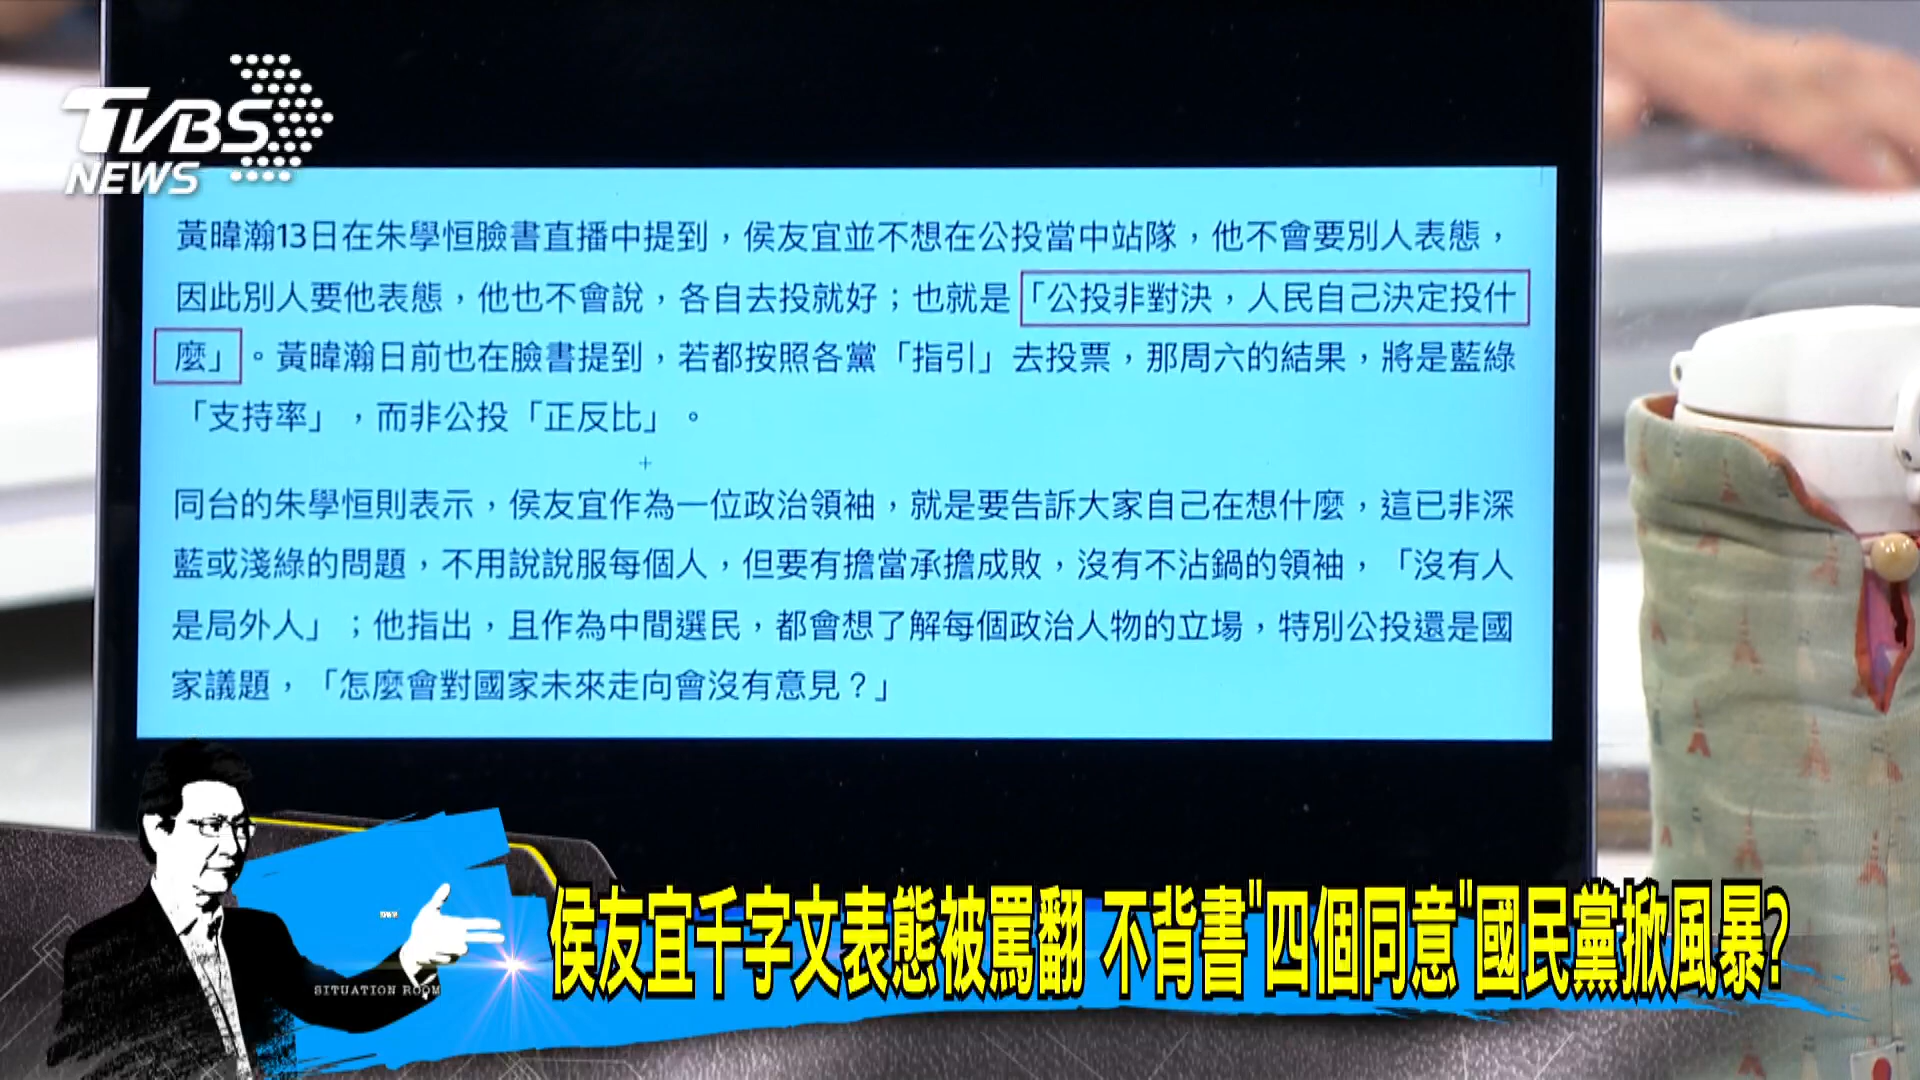 TVBS
NEWS
黃暐瀚13日在朱學恒臉書直播中提到，侯友宜並不想在公投當中站隊，他不會要別人表態，
因此別人要他表態，他也不會說，各自去投就好；也就是「公投非對決，人民自己決定投什
麼」。黃暐瀚日前也在臉書提到，若都按照各黨「指引」去投票，那周六的結果，將是藍綠
「支持率」，而非公投「正反比」。
同台的朱學恒則表示，侯友宜作為一位政治領袖，就是要告訴大家自己在想什麼，這已非深
藍或淺綠的問題，不用說說服每個人，但要有擔當承擔成敗，沒有不沾鍋的領袖，「沒有人
是局外人」；他指出，且作為中間選民，都會想了解每個政治人物的立場，特別公投還是國
家議題，「怎麼會對國家未來走向會沒有意見？」
SITUATION ROOM
侯友宜千字文表態被罵翻 不背書"四個同意"國民黨掀風暴?